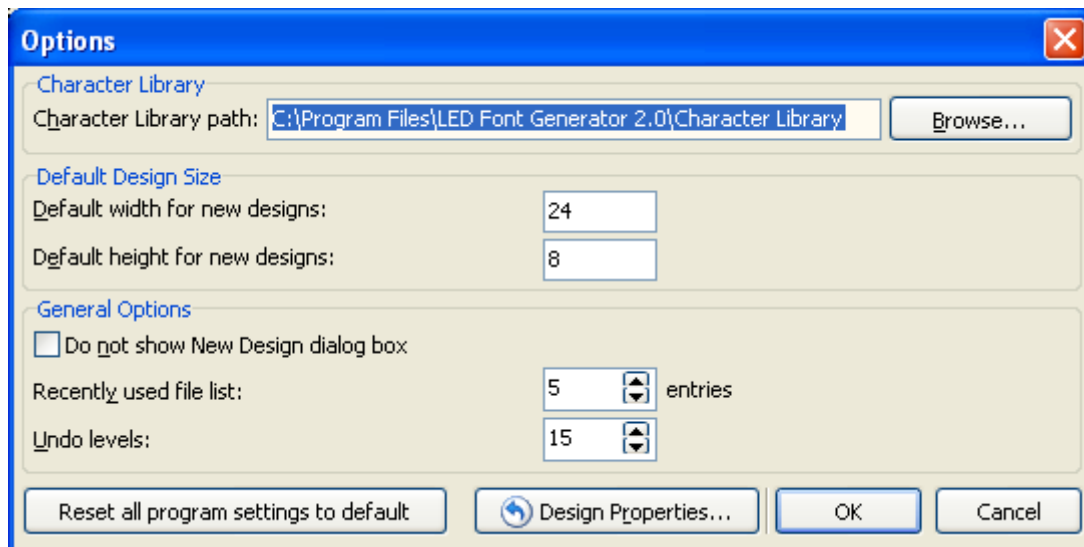 Options
Character Library
Character Library path: C:\Program Files\LED Font Generator 2.0\Character Library Browse...
Default Design Size
Default width for new designs: 24
Default height for new designs: 8
General Options
Do not show New Design dialog box
Recently used file list: 5 entries
Undo levels: 15
Reset all program settings to default Design Properties... OK Cancel